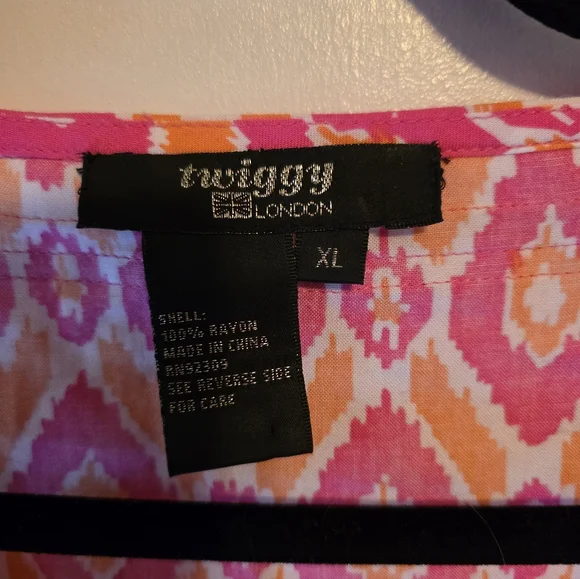 twiggy
LONDON
XL
SHELL:
100% RAYON
MADE IN CHINA
RN92309
SEE REVERSE SIDE
FOR CARE